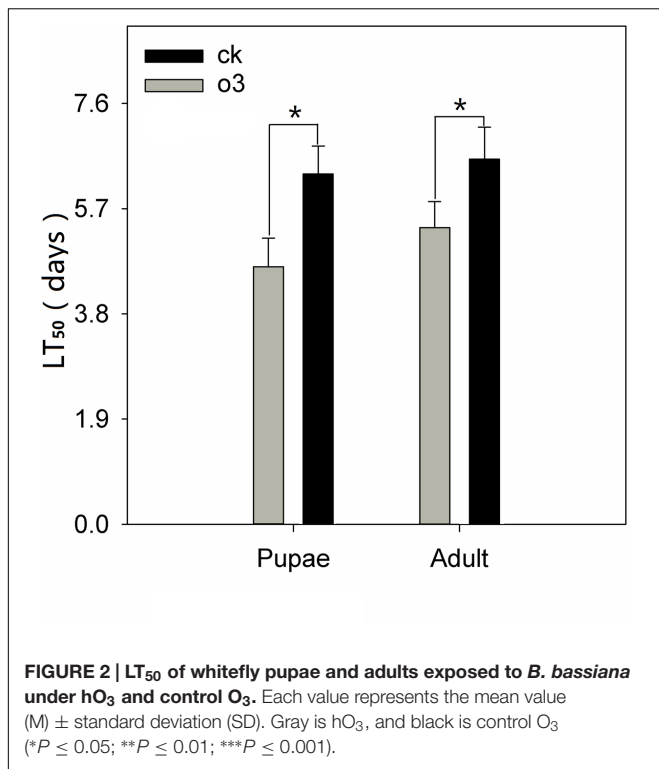 ck
o3
7.6
5.7
3.8
1.9
0.0
LT₅₀ ( days )
*
*
Pupae
Adult
FIGURE 2 | LT₅₀ of whitefly pupae and adults exposed to B. bassiana
under hO₃ and control O₃. Each value represents the mean value
(M) ± standard deviation (SD). Gray is hO₃, and black is control O₃
(*P ≤ 0.05; **P ≤ 0.01; ***P ≤ 0.001).